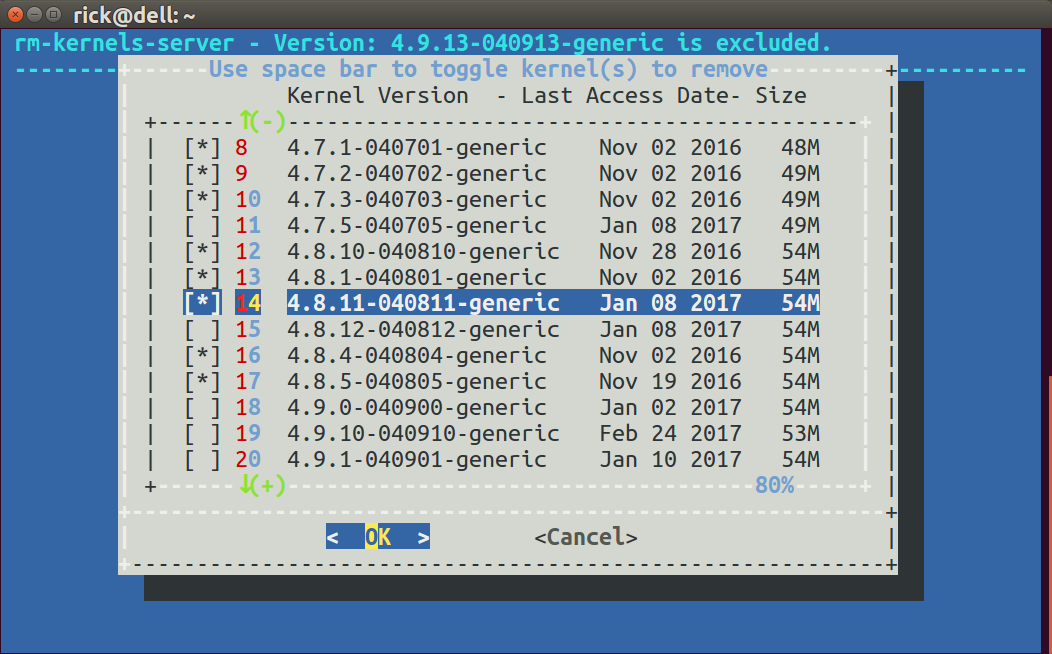 rick@dell: ~
rm-kernels-server - Version: 4.9.13-040913-generic is excluded.
Use space bar to toggle kernel(s) to remove
Kernel Version  - Last Access Date- Size
↑(-)
[*] 8   4.7.1-040701-generic    Nov 02 2016   48M
[*] 9   4.7.2-040702-generic    Nov 02 2016   49M
[*] 10  4.7.3-040703-generic    Nov 02 2016   49M
[ ] 11  4.7.5-040705-generic    Jan 08 2017   49M
[*] 12  4.8.10-040810-generic   Nov 28 2016   54M
[*] 13  4.8.1-040801-generic    Nov 02 2016   54M
[*] 14  4.8.11-040811-generic   Jan 08 2017   54M
[ ] 15  4.8.12-040812-generic   Jan 08 2017   54M
[*] 16  4.8.4-040804-generic    Nov 02 2016   54M
[*] 17  4.8.5-040805-generic    Nov 19 2016   54M
[ ] 18  4.9.0-040900-generic    Jan 02 2017   54M
[ ] 19  4.9.10-040910-generic   Feb 24 2017   53M
[ ] 20  4.9.1-040901-generic    Jan 10 2017   54M
↓(+) 80%
<  OK  > <Cancel>